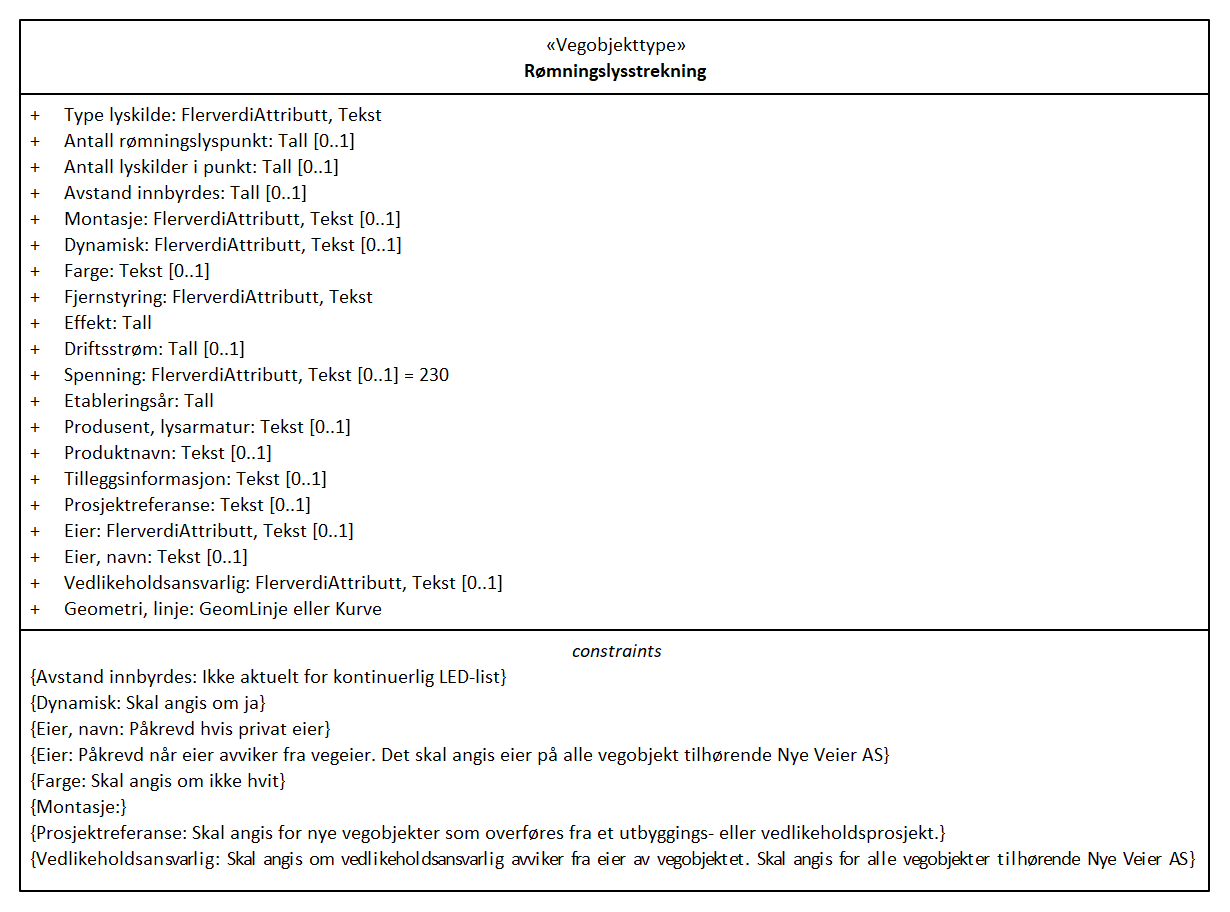 «Vegobjekttype»
Rømningslysstrekning
+ Type lyskilde: FlerverdiAttributt, Tekst
+ Antall rømningslyspunkt: Tall [0..1]
+ Antall lyskilder i punkt: Tall [0..1]
+ Avstand innbyrdes: Tall [0..1]
+ Montasje: FlerverdiAttributt, Tekst [0..1]
+ Dynamisk: FlerverdiAttributt, Tekst [0..1]
+ Farge: Tekst [0..1]
+ Fjernstyring: FlerverdiAttributt, Tekst
+ Effekt: Tall
+ Driftsstrøm: Tall [0..1]
+ Spenning: FlerverdiAttributt, Tekst [0..1] = 230
+ Etableringsår: Tall
+ Produsent, lysarmatur: Tekst [0..1]
+ Produktnavn: Tekst [0..1]
+ Tilleggsinformasjon: Tekst [0..1]
+ Prosjektreferanse: Tekst [0..1]
+ Eier: FlerverdiAttributt, Tekst [0..1]
+ Eier, navn: Tekst [0..1]
+ Vedlikeholdsansvarlig: FlerverdiAttributt, Tekst [0..1]
+ Geometri, linje: GeomLinje eller Kurve
constraints
{Avstand innbyrdes: Ikke aktuelt for kontinuerlig LED-list}
{Dynamisk: Skal angis om ja}
{Eier, navn: Påkrevd hvis privat eier}
{Eier: Påkrevd når eier avviker fra vegeier. Det skal angis eier på alle vegobjekt tilhørende Nye Veier AS}
{Farge: Skal angis om ikke hvit}
{Montasje:}
{Prosjektreferanse: Skal angis for nye vegobjekter som overføres fra et utbyggings- eller vedlikeholdsprosjekt.}
{Vedlikeholdsansvarlig: Skal angis om vedlikeholdsansvarlig avviker fra eier av vegobjektet. Skal angis for alle vegobjekter tilhørende Nye Veier AS}